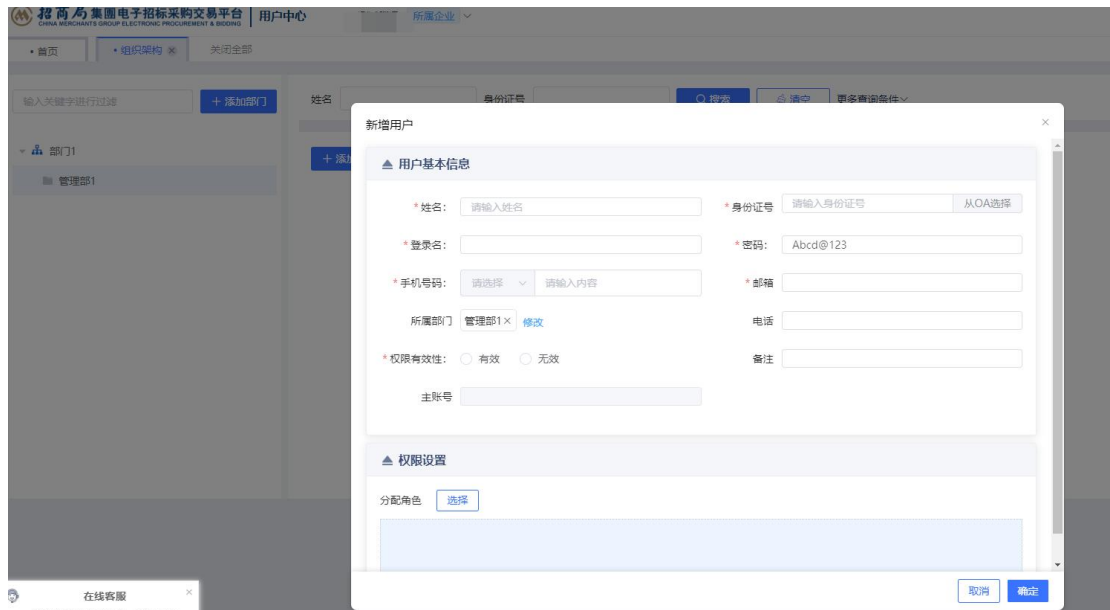 招商局集團电子招标采购交易平台 用户中心 所属企业
CHINA MERCHANTS GROUP ELECTRONIC PROCUREMENT & BIDDING
• 首页 • 组织架构 关闭全部
输入关键字进行过滤 + 添加部门 姓名 身份证号 搜索 清空 更多查询条件
部门1
管理部1
+ 添加
新增用户
用户基本信息
* 姓名: 请输入姓名 * 身份证号 请输入身份证号 从OA选择
* 登录名: * 密码: Abcd@123
* 手机号码: 请选择 请输入内容 * 邮箱
所属部门 管理部1 × 修改 电话
* 权限有效性: 有效 无效 备注
主账号
权限设置
分配角色 选择
取消 确定
在线客服